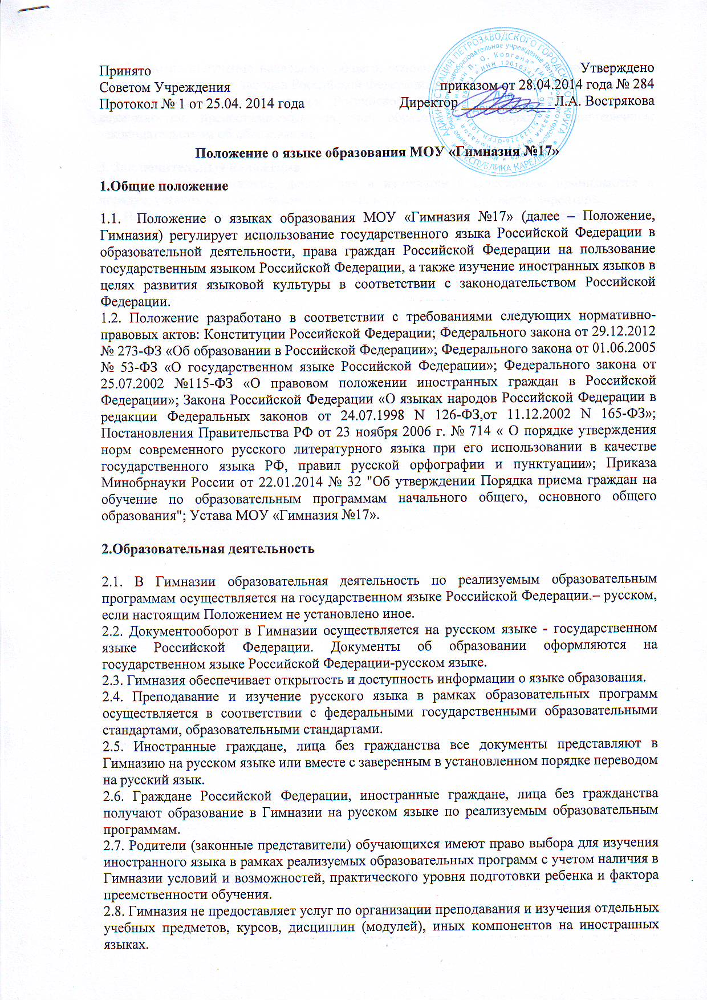 Принято
Утверждено
Советом Учреждения
приказом от 28.04.2014 года № 284
Протокол № 1 от 25.04. 2014 года
Директор Л.А. Вострякова
АДМИНИСТРАЦИЯ ПЕТРОЗАВОДСКОГО ГОРОДСКОГО ОКРУГА
РЕСПУБЛИКА КАРЕЛИЯ
Положение о языке образования МОУ «Гимназия №17»
1.Общие положение
1.1. Положение о языках образования МОУ «Гимназия №17» (далее – Положение,
Гимназия) регулирует использование государственного языка Российской Федерации в
образовательной деятельности, права граждан Российской Федерации на пользование
государственным языком Российской Федерации, а также изучение иностранных языков в
целях развития языковой культуры в соответствии с законодательством Российской
Федерации.
1.2. Положение разработано в соответствии с требованиями следующих нормативно-
правовых актов: Конституции Российской Федерации; Федерального закона от 29.12.2012
№ 273-ФЗ «Об образовании в Российской Федерации»; Федерального закона от 01.06.2005
№ 53-ФЗ «О государственном языке Российской Федерации»; Федерального закона от
25.07.2002 №115-ФЗ «О правовом положении иностранных граждан в Российской
Федерации»; Закона Российской Федерации «О языках народов Российской Федерации в
редакции Федеральных законов от 24.07.1998 N 126-ФЗ,от 11.12.2002 N 165-ФЗ»;
Постановления Правительства РФ от 23 ноября 2006 г. № 714 « О порядке утверждения
норм современного русского литературного языка при его использовании в качестве
государственного языка РФ, правил русской орфографии и пунктуации»; Приказа
Минобрнауки России от 22.01.2014 № 32 "Об утверждении Порядка приема граждан на
обучение по образовательным программам начального общего, основного общего
образования"; Устава МОУ «Гимназия №17».
2.Образовательная деятельность
2.1. В Гимназии образовательная деятельность по реализуемым образовательным
программам осуществляется на государственном языке Российской Федерации.– русском,
если настоящим Положением не установлено иное.
2.2. Документооборот в Гимназии осуществляется на русском языке - государственном
языке Российской Федерации. Документы об образовании оформляются на
государственном языке Российской Федерации-русском языке.
2.3. Гимназия обеспечивает открытость и доступность информации о языке образования.
2.4. Преподавание и изучение русского языка в рамках образовательных программ
осуществляется в соответствии с федеральными государственными образовательными
стандартами, образовательными стандартами.
2.5. Иностранные граждане, лица без гражданства все документы представляют в
Гимназию на русском языке или вместе с заверенным в установленном порядке переводом
на русский язык.
2.6. Граждане Российской Федерации, иностранные граждане, лица без гражданства
получают образование в Гимназии на русском языке по реализуемым образовательным
программам.
2.7. Родители (законные представители) обучающихся имеют право выбора для изучения
иностранного языка в рамках реализуемых образовательных программ с учетом наличия в
Гимназии условий и возможностей, практического уровня подготовки ребенка и фактора
преемственности обучения.
2.8. Гимназия не предоставляет услуг по организации преподавания и изучения отдельных
учебных предметов, курсов, дисциплин (модулей), иных компонентов на иностранных
языках.